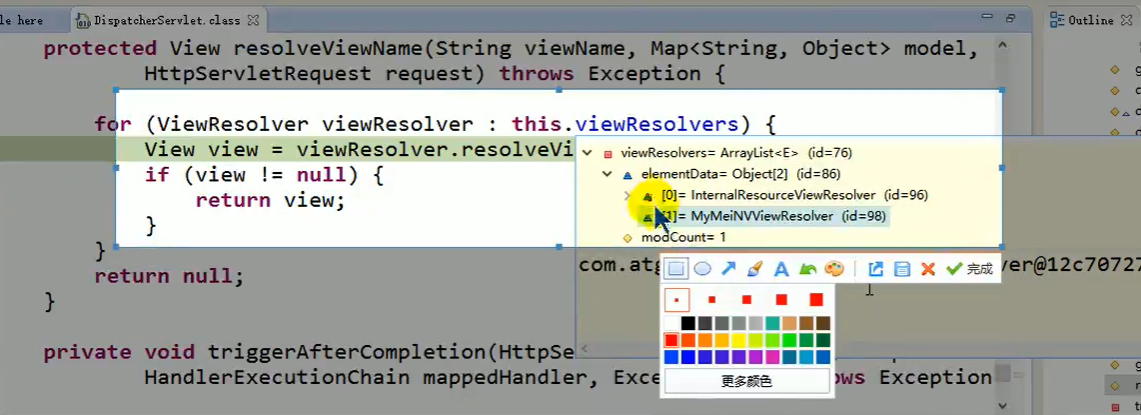 le here
DispatcherServlet.class
Outline
protected View resolveViewName(String viewName, Map<String, Object> model,
HttpServletRequest request) throws Exception {
for (ViewResolver viewResolver : this.viewResolvers) {
View view = viewResolver.resolveVi
if (view != null) {
return view;
}
}
return null;
}
viewResolvers= ArrayList<E> (id=76)
elementData= Object[2] (id=86)
[0]= InternalResourceViewResolver (id=96)
[1]= MyMeiNVViewResolver (id=98)
modCount= 1
com.atg
ver@12c70727
完成
更多颜色
private void triggerAfterCompletion(HttpSe
HandlerExecutionChain mappedHandler, Exce
ows Exception